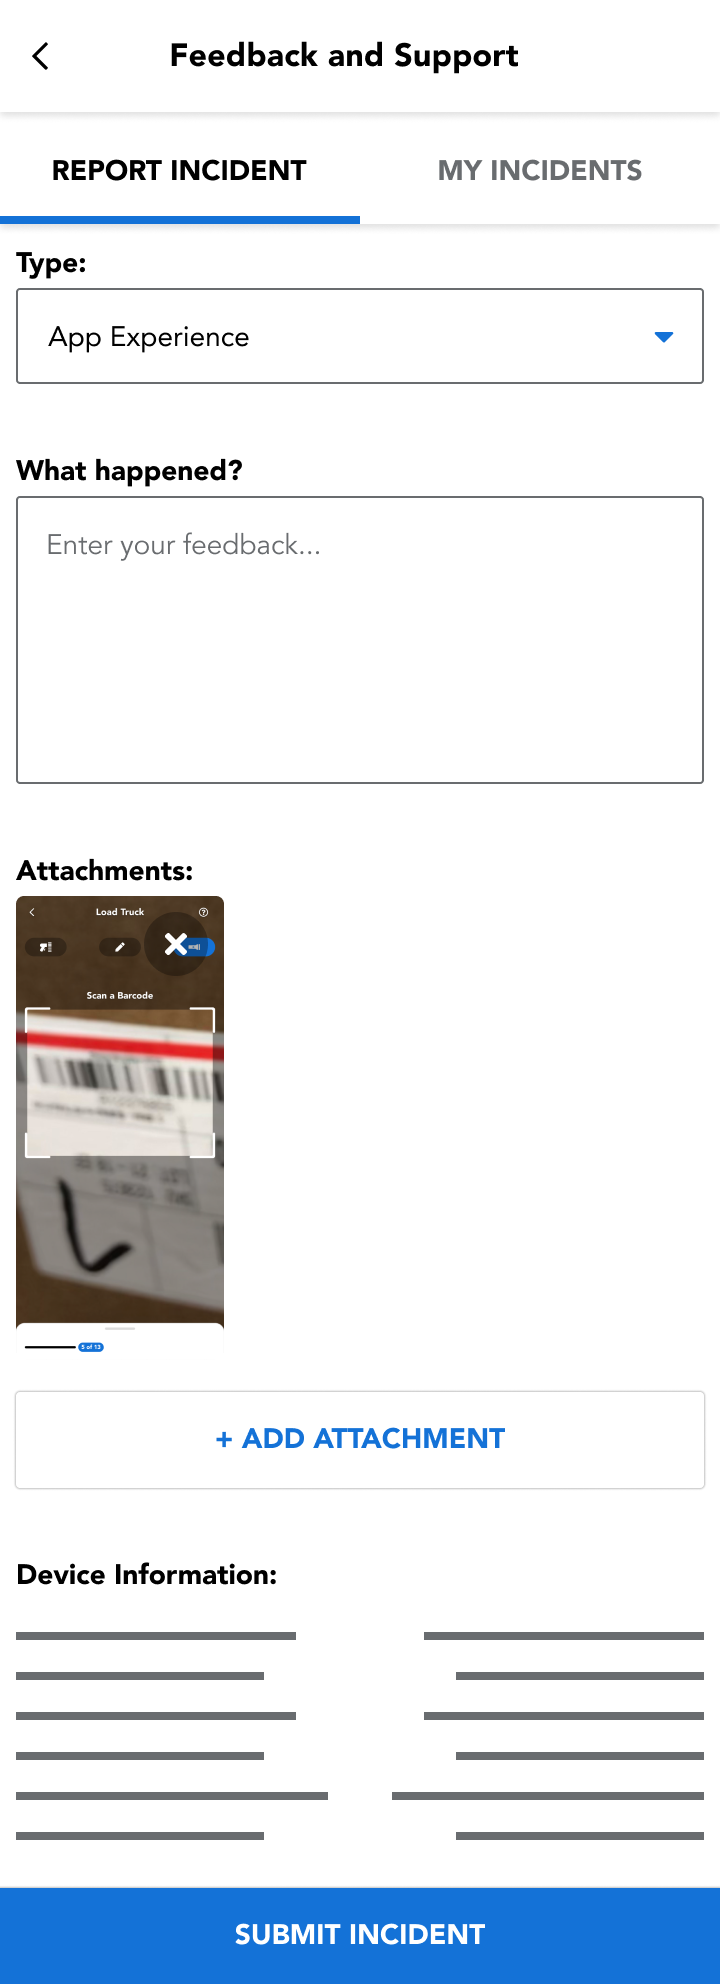 Feedback and Support
REPORT INCIDENT
MY INCIDENTS
Type:
App Experience
What happened?
Enter your feedback...
Attachments:
Load Truck
Scan a Barcode
5 of 13
+ ADD ATTACHMENT
Device Information:
SUBMIT INCIDENT